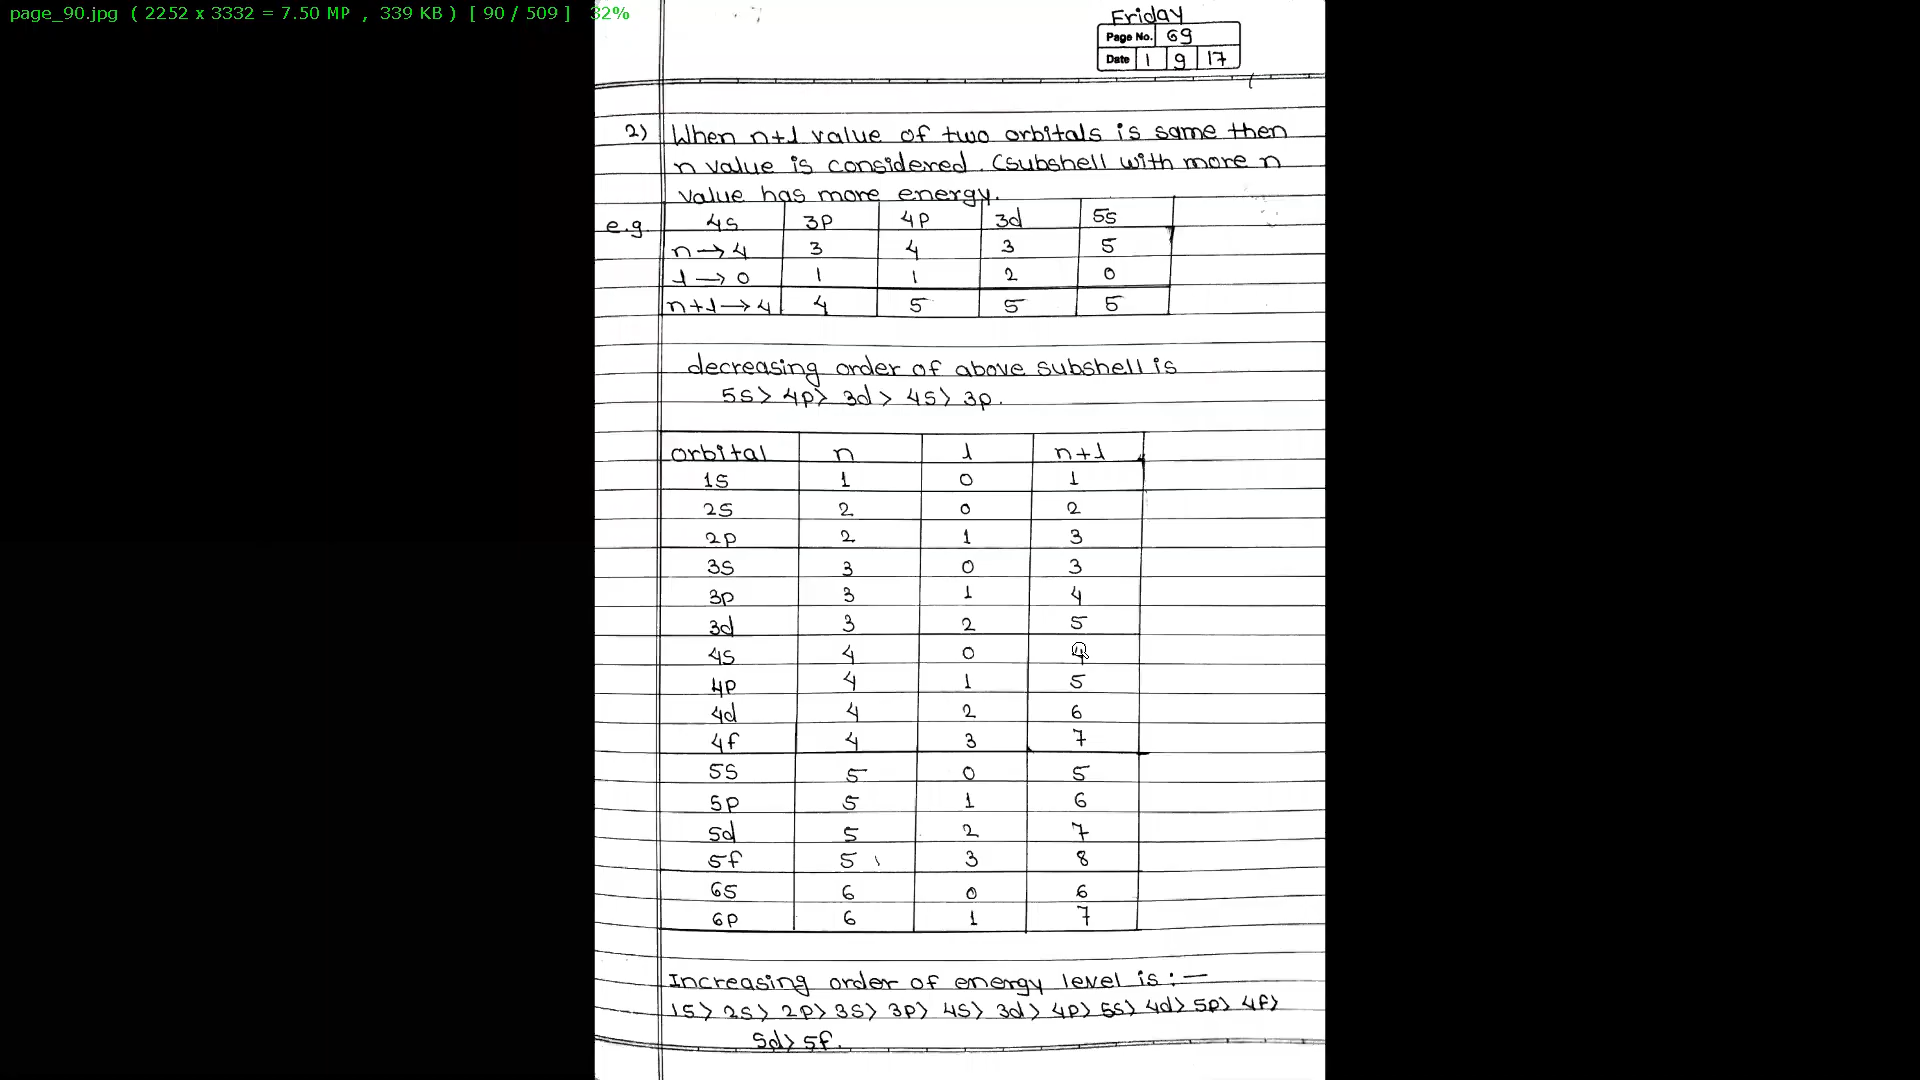 page_90.jpg ( 2252 x 3332 = 7.50 MP , 339 KB ) [ 90 / 509 ] 32%
Friday
Page No. 69
Date 1 9 17
2) When n+l value of two orbitals is same then
n value is considered. (subshell with more n
value has more energy.
e.g. 4s 3p 4p 3d 5s
n→4 3 4 3 5
l→0 1 1 2 0
n+l→4 4 5 5 5
decreasing order of above subshell is
5s> 4p> 3d> 4s> 3p.
orbital n l n+l
1s 1 0 1
2s 2 0 2
2p 2 1 3
3s 3 0 3
3p 3 1 4
3d 3 2 5
4s 4 0 4
4p 4 1 5
4d 4 2 6
4f 4 3 7
5s 5 0 5
5p 5 1 6
5d 5 2 7
5f 5 3 8
6s 6 0 6
6p 6 1 7
Increasing order of energy level is:-
1s> 2s> 2p> 3s> 3p> 4s> 3d> 4p> 5s> 4d> 5p> 4f>
5d> 5f.